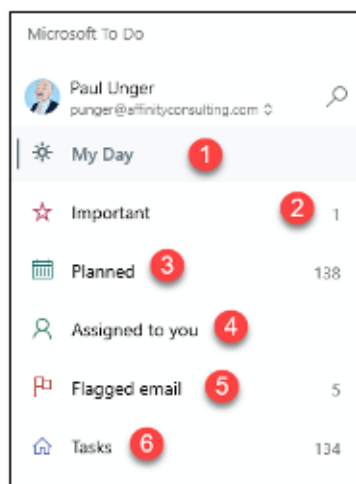 Microsoft To Do
Paul Unger
punger@affinityconsulting.com
My Day 1
Important 2 1
Planned 3 138
Assigned to you 4
Flagged email 5 5
Tasks 6 134